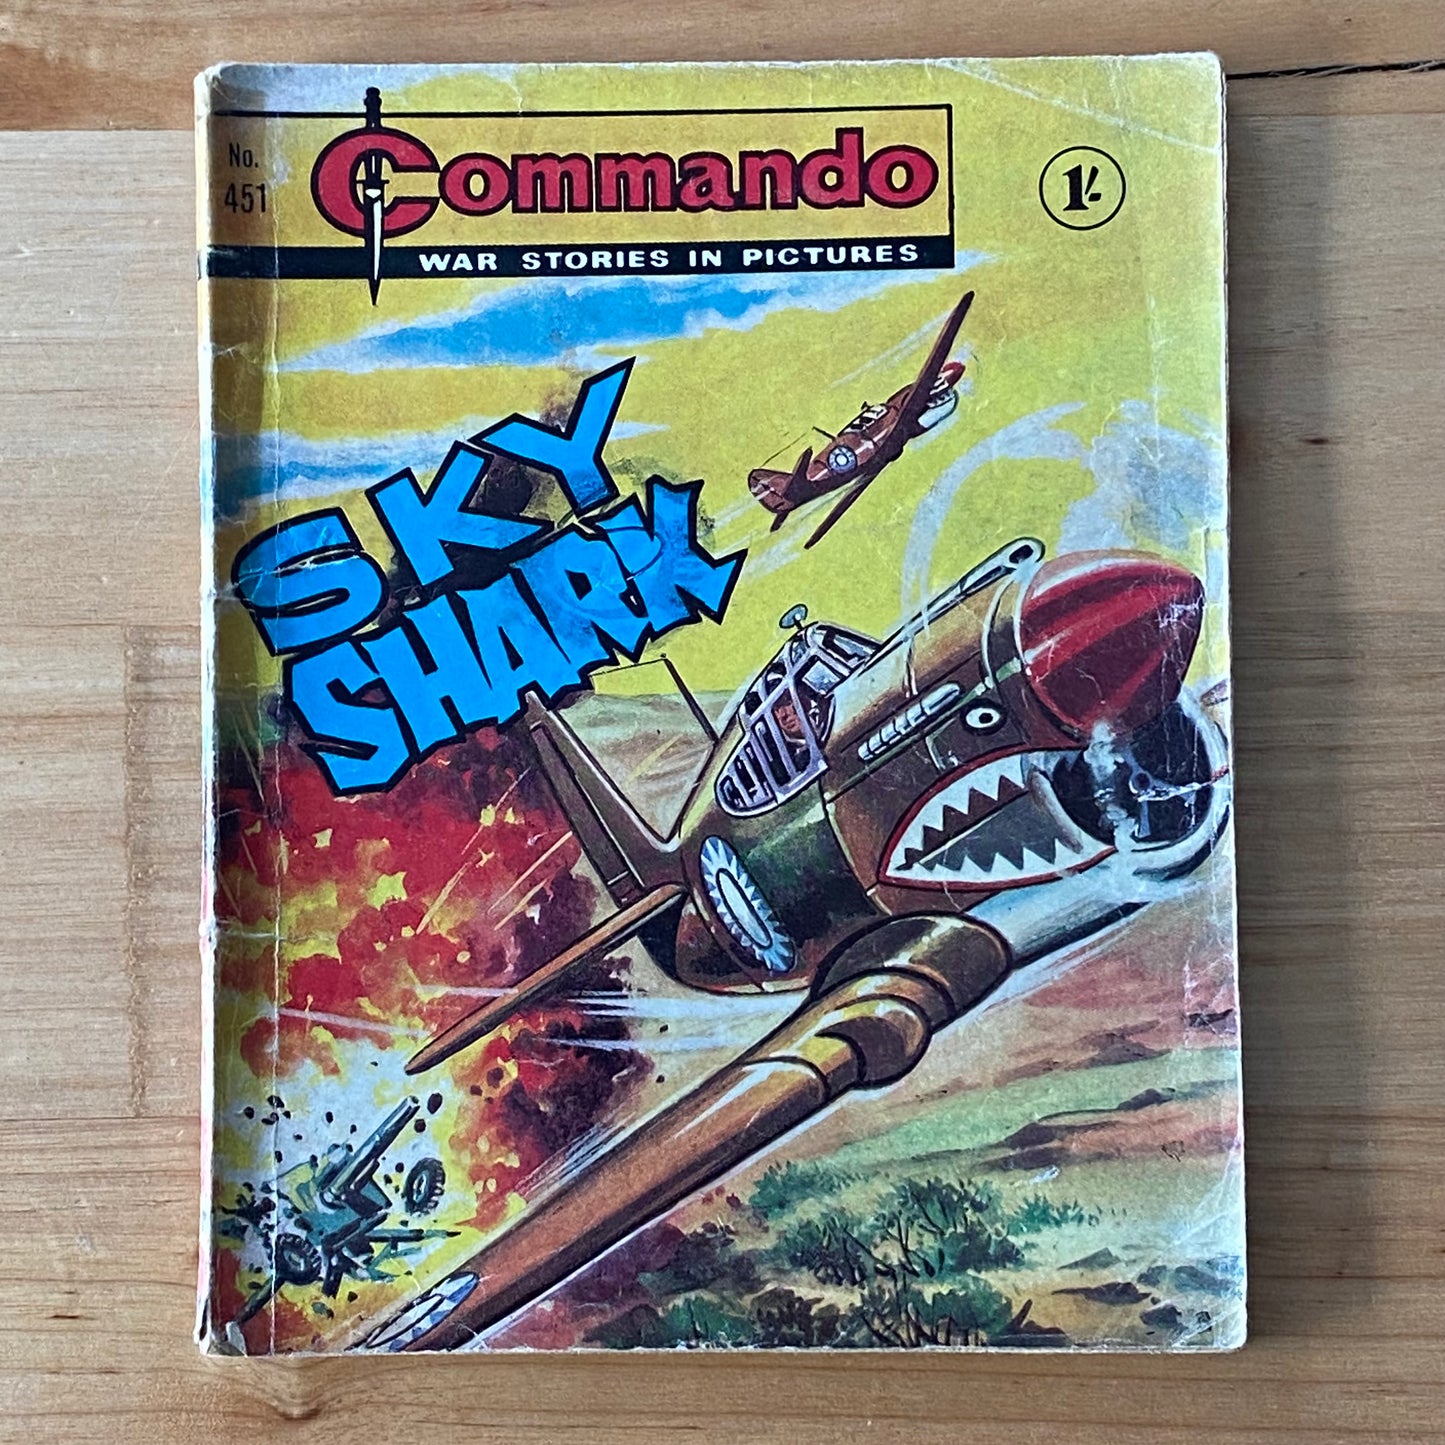 No.
451
Commando
1/-
WAR STORIES IN PICTURES
SKY
SHARK